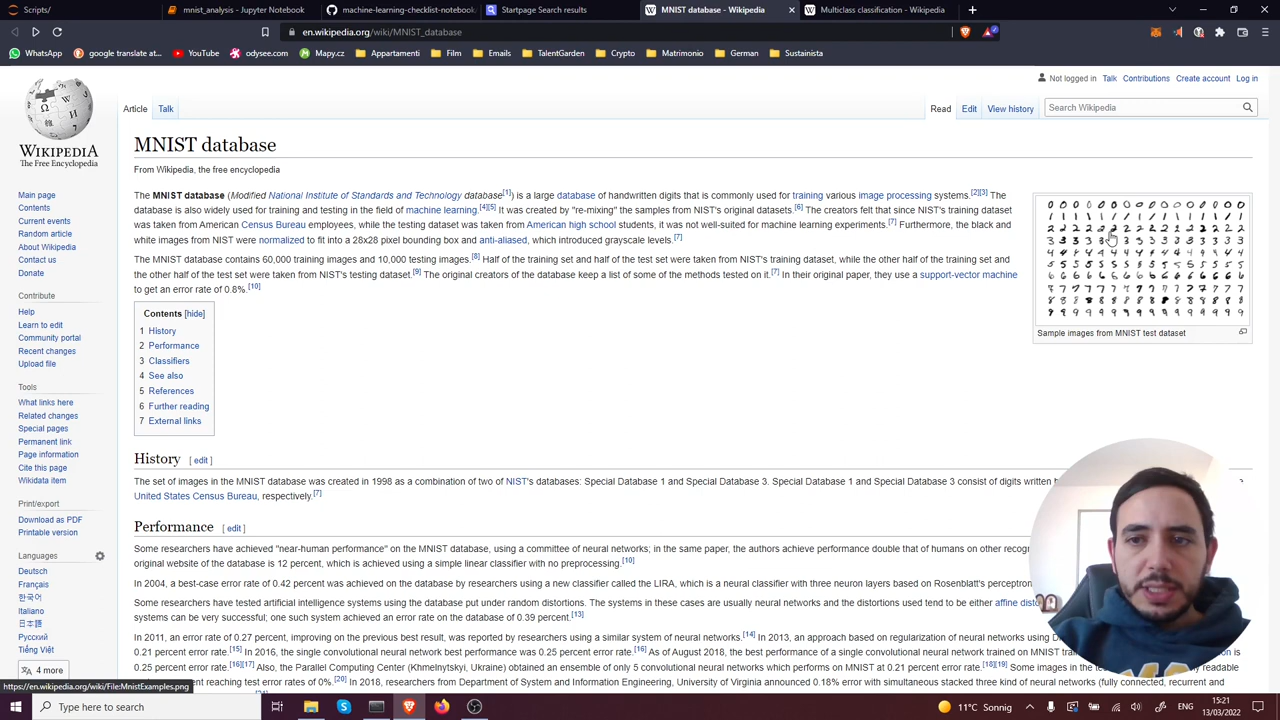 Scripts/
mnist_analysis - Jupyter Notebook
machine-learning-checklist-notebook
Startpage Search results
MNIST database - Wikipedia
Multiclass classification - Wikipedia
en.wikipedia.org/wiki/MNIST_database
WhatsApp
google translate at...
YouTube
odysee
Mapy.cz
Appartamenti
Film
Emails
TalentGarden
Crypto
Matrimonio
German
Sustainista
Not logged in Talk Contributions Create account Log in
Article Talk
Read Edit View history
Search Wikipedia
WIKIPEDIA
The Free Encyclopedia
MNIST database
From Wikipedia, the free encyclopedia
The MNIST database (Modified National Institute of Standards and Technology database[1]) is a large database of handwritten digits that is commonly used for training various image processing systems.[2][3] The
database is also widely used for training and testing in the field of machine learning.[4][5] It was created by "re-mixing" the samples from NIST's original datasets.[6] The creators felt that since NIST's training dataset
was taken from American Census Bureau employees, while the testing dataset was taken from American high school students, it was not well-suited for machine learning experiments.[7] Furthermore, the black and
white images from NIST were normalized to fit into a 28x28 pixel bounding box and anti-aliased, which introduced grayscale levels.[7]
The MNIST database contains 60,000 training images and 10,000 testing images.[8] Half of the training set and half of the test set were taken from NIST's training dataset, while the other half of the training set and
the other half of the test set were taken from NIST's testing dataset.[9] The original creators of the database keep a list of some of the methods tested on it.[7] In their original paper, they use a support-vector machine
to get an error rate of 0.8%.[10]
Sample images from MNIST test dataset
Contents [hide]
1 History
2 Performance
3 Classifiers
4 See also
5 References
6 Further reading
7 External links
History [ edit ]
The set of images in the MNIST database was created in 1998 as a combination of two of NIST's databases: Special Database 1 and Special Database 3. Special Database 1 and Special Database 3 consist of digits written
United States Census Bureau, respectively.[7]
Performance [ edit ]
Some researchers have achieved "near-human performance" on the MNIST database, using a committee of neural networks; in the same paper, the authors achieve performance double that of humans on other
original website of the database is 12 percent, which is achieved using a simple linear classifier with no preprocessing.[10]
In 2004, a best-case error rate of 0.42 percent was achieved on the database by researchers using a new classifier called the LIRA, which is a neural classifier with three neuron layers based on Rosenblatt's
Some researchers have tested artificial intelligence systems using the database put under random distortions. The systems in these cases are usually neural networks and the distortions used tend to be either affine
systems can be very successful; one such system achieved an error rate on the database of 0.39 percent.[13]
In 2011, an error rate of 0.27 percent, improving on the previous best result, was reported by researchers using a similar system of neural networks.[14] In 2013, an approach based on regularization of neural networks using
0.21 percent error rate.[15] In 2016, the single convolutional neural network best performance was 0.25 percent error rate.[16] As of August 2018, the best performance of a single convolutional neural network trained on MNIST
0.25 percent error rate.[16][17] Also, the Parallel Computing Center (Khmelnytskyi, Ukraine) obtained an ensemble of only 5 convolutional neural networks which performs on MNIST at 0.21 percent error rate.[18][19] Some images in the
reaching test error rates of 0%.[20] In 2018, researchers from Department of System and Information Engineering, University of Virginia announced 0.18% error with simultaneous stacked three kind of neural networks (fully connected, recurrent and
Main page
Contents
Current events
Random article
About Wikipedia
Contact us
Donate
Contribute
Help
Learn to edit
Community portal
Recent changes
Upload file
Tools
What links here
Related changes
Special pages
Permanent link
Page information
Cite this page
Wikidata item
Print/export
Download as PDF
Printable version
Languages
Deutsch
Français
한국어
Italiano
日本語
Русский
Tiếng Việt
4 more
https://en.wikipedia.org/wiki/File:MnistExamples.png
Type here to search
11°C Sonnig
15:21
13/03/2022